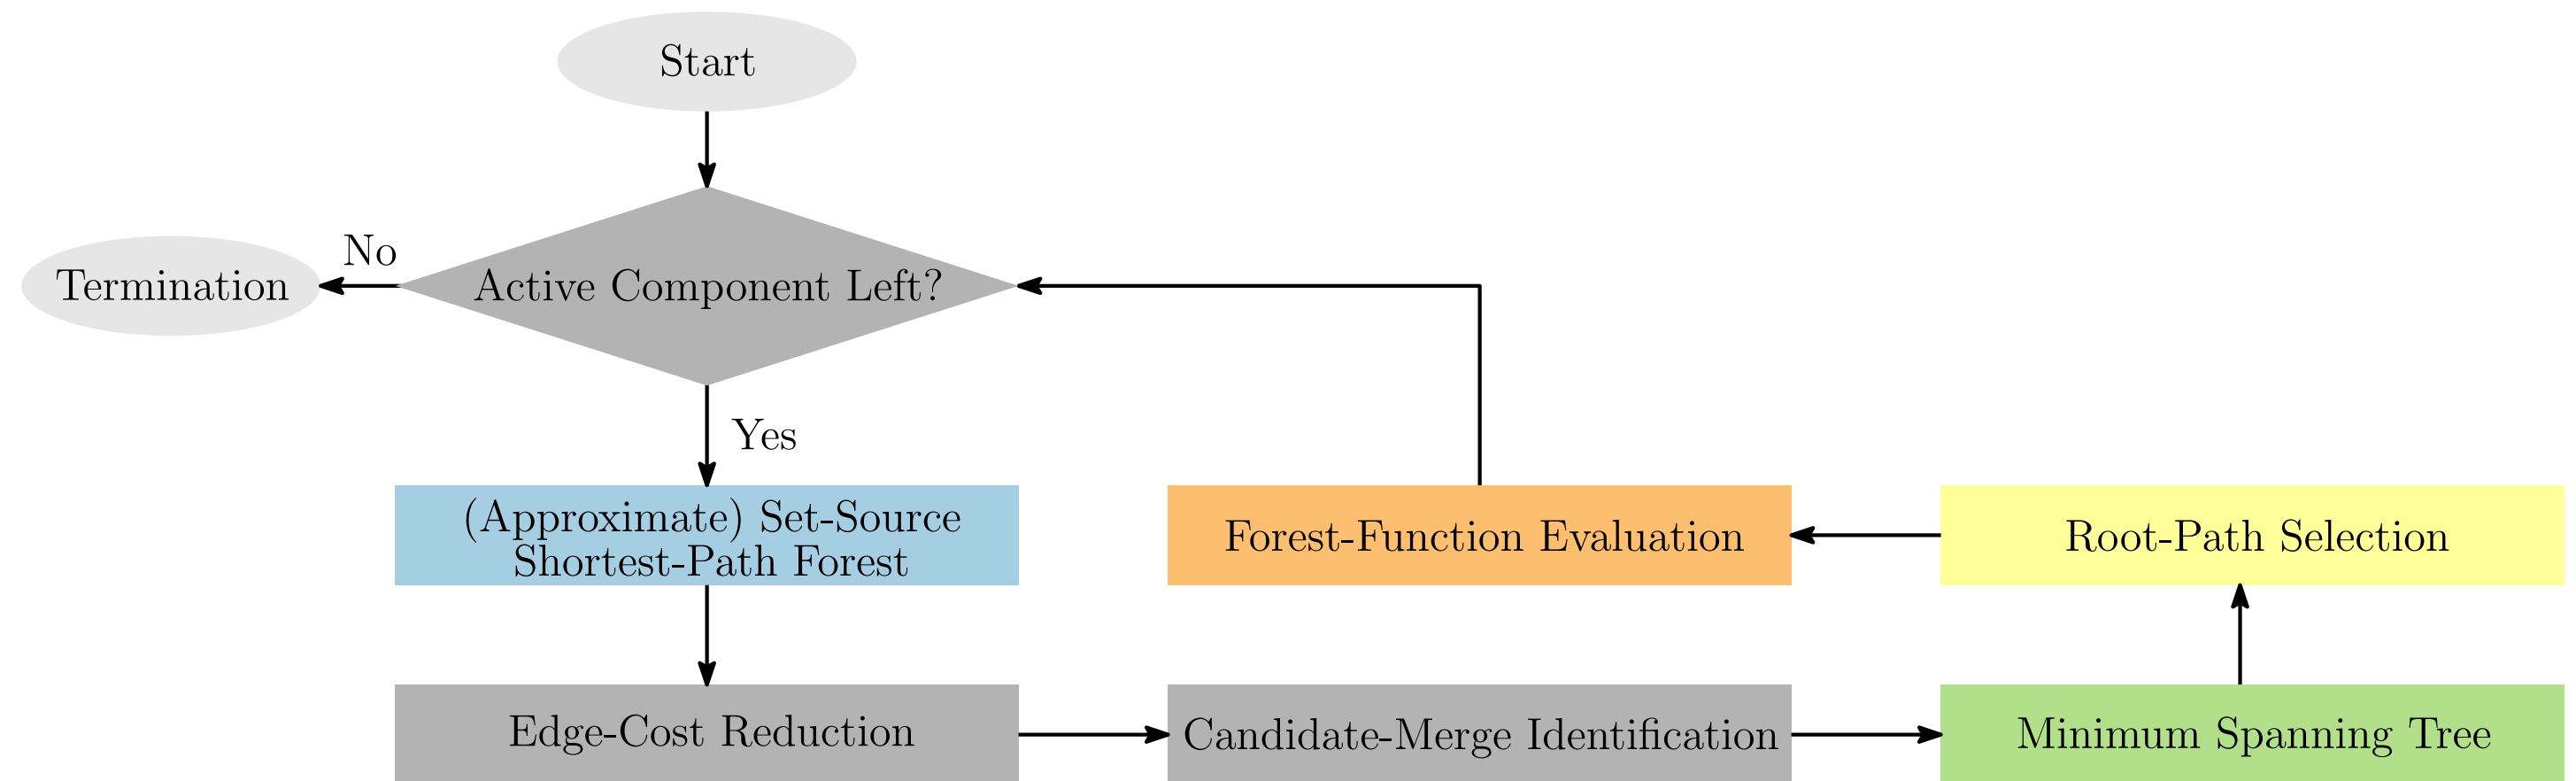 Start
No
Termination
Active Component Left?
Yes
(Approximate) Set-Source
Shortest-Path Forest
Forest-Function Evaluation
Root-Path Selection
Edge-Cost Reduction
Candidate-Merge Identification
Minimum Spanning Tree